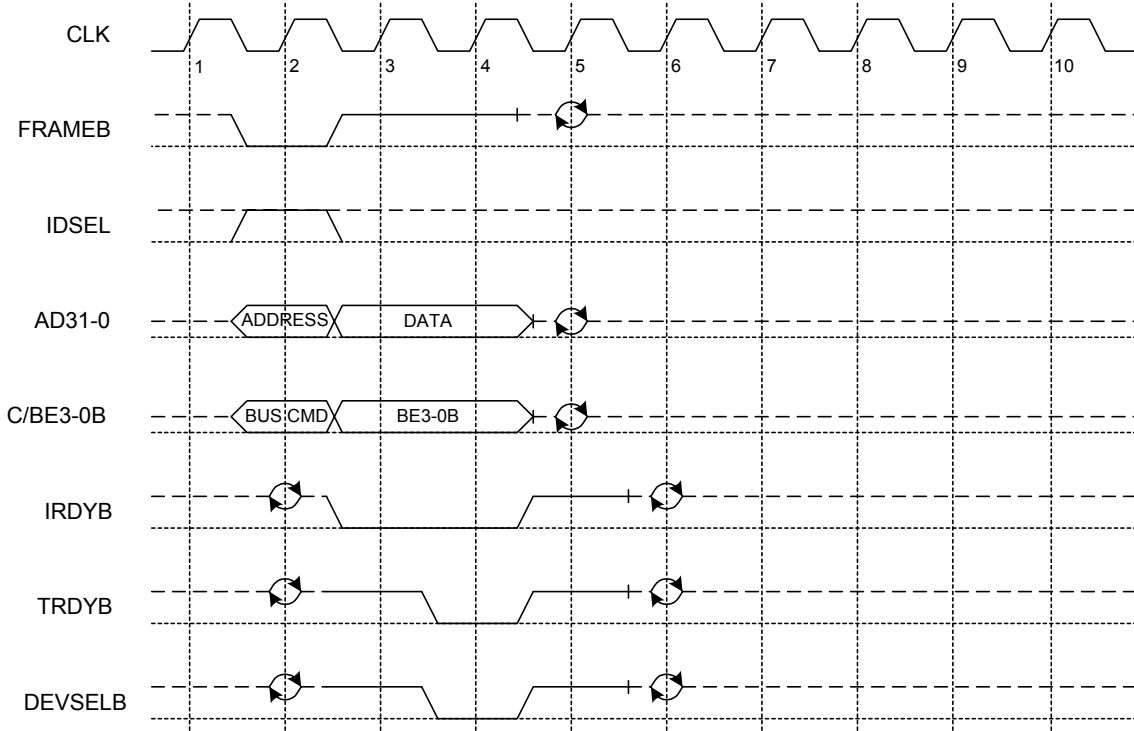 CLK
1 2 3 4 5 6 7 8 9 10
FRAMEB
IDSEL
AD31-0 ADDRESS DATA
C/BE3-0B BUS CMD BE3-0B
IRDYB
TRDYB
DEVSELB